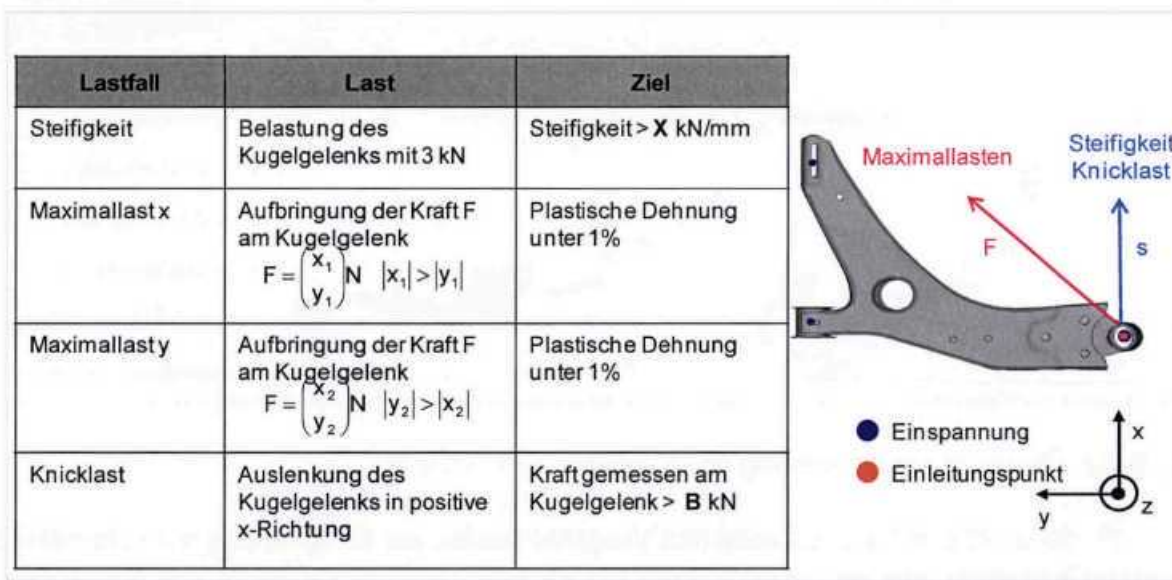 Lastfall Last Ziel
Steifigkeit Belastung des Steifigkeit > X kN/mm
Kugelgelenks mit 3 kN
Maximallast x Aufbringung der Kraft F Plastische Dehnung
am Kugelgelenk unter 1%
F = (x₁ y₁) N |x₁| > |y₁|
Maximallast y Aufbringung der Kraft F Plastische Dehnung
am Kugelgelenk unter 1%
F = (x₂ y₂) N |y₂| > |x₂|
Knicklast Auslenkung des Kraft gemessen am
Kugelgelenks in positive Kugelgelenk > B kN
x-Richtung
Maximallasten
Steifigkeit
Knicklast
F
s
Einspannung
Einleitungspunkt
x
y
z